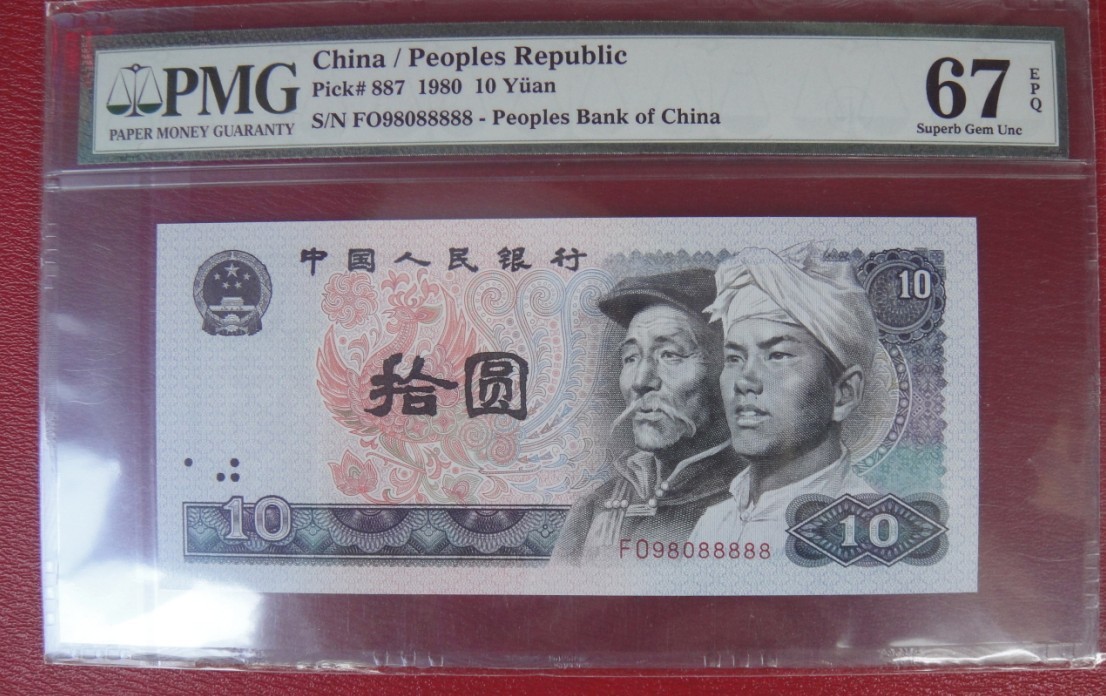 PMG
PAPER MONEY GUARANTY
China / Peoples Republic
Pick# 887 1980 10 Yüan
S/N FO98088888 - Peoples Bank of China
67
EPQ
Superb Gem Unc
中国人民银行
10
拾圆
10
FO98088888
10